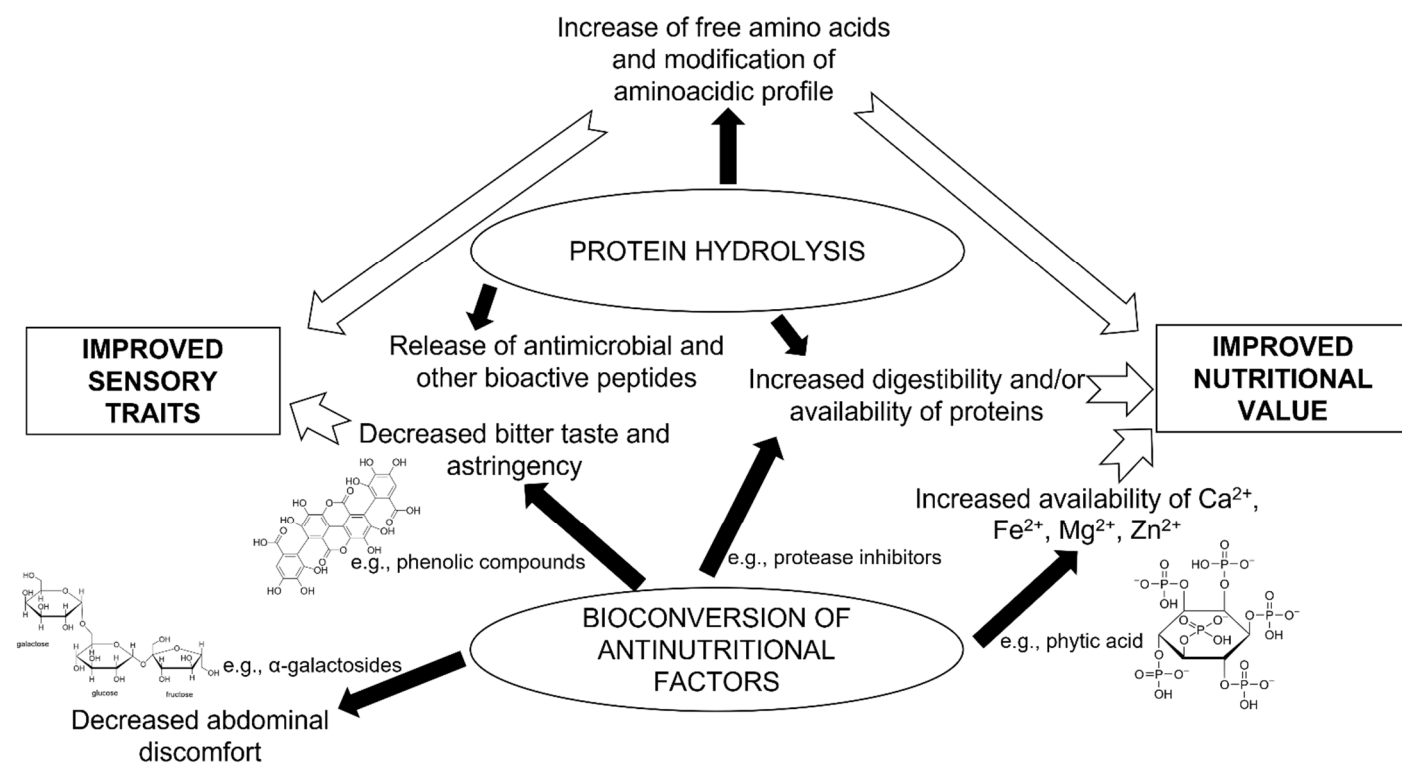 Increase of free amino acids
and modification of
aminoacidic profile
PROTEIN HYDROLYSIS
IMPROVED
SENSORY
TRAITS
Release of antimicrobial and
other bioactive peptides
Increased digestibility and/or
availability of proteins
IMPROVED
NUTRITIONAL
VALUE
Decreased bitter taste and
astringency
Increased availability of Ca²⁺,
Fe²⁺, Mg²⁺, Zn²⁺
e.g., phenolic compounds
e.g., protease inhibitors
e.g., phytic acid
BIOCONVERSION OF
ANTINUTRITIONAL
FACTORS
e.g., α-galactosides
galactose
glucose
fructose
Decreased abdominal
discomfort